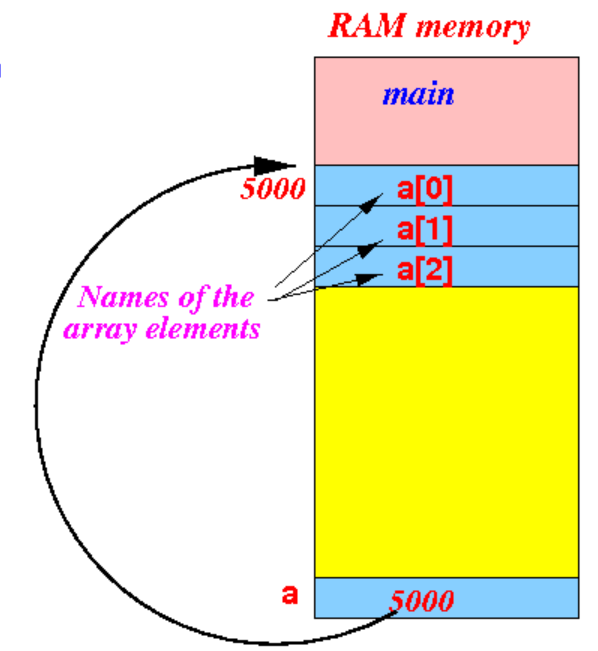 RAM memory
main
5000
a[0]
a[1]
a[2]
Names of the
array elements
a
5000